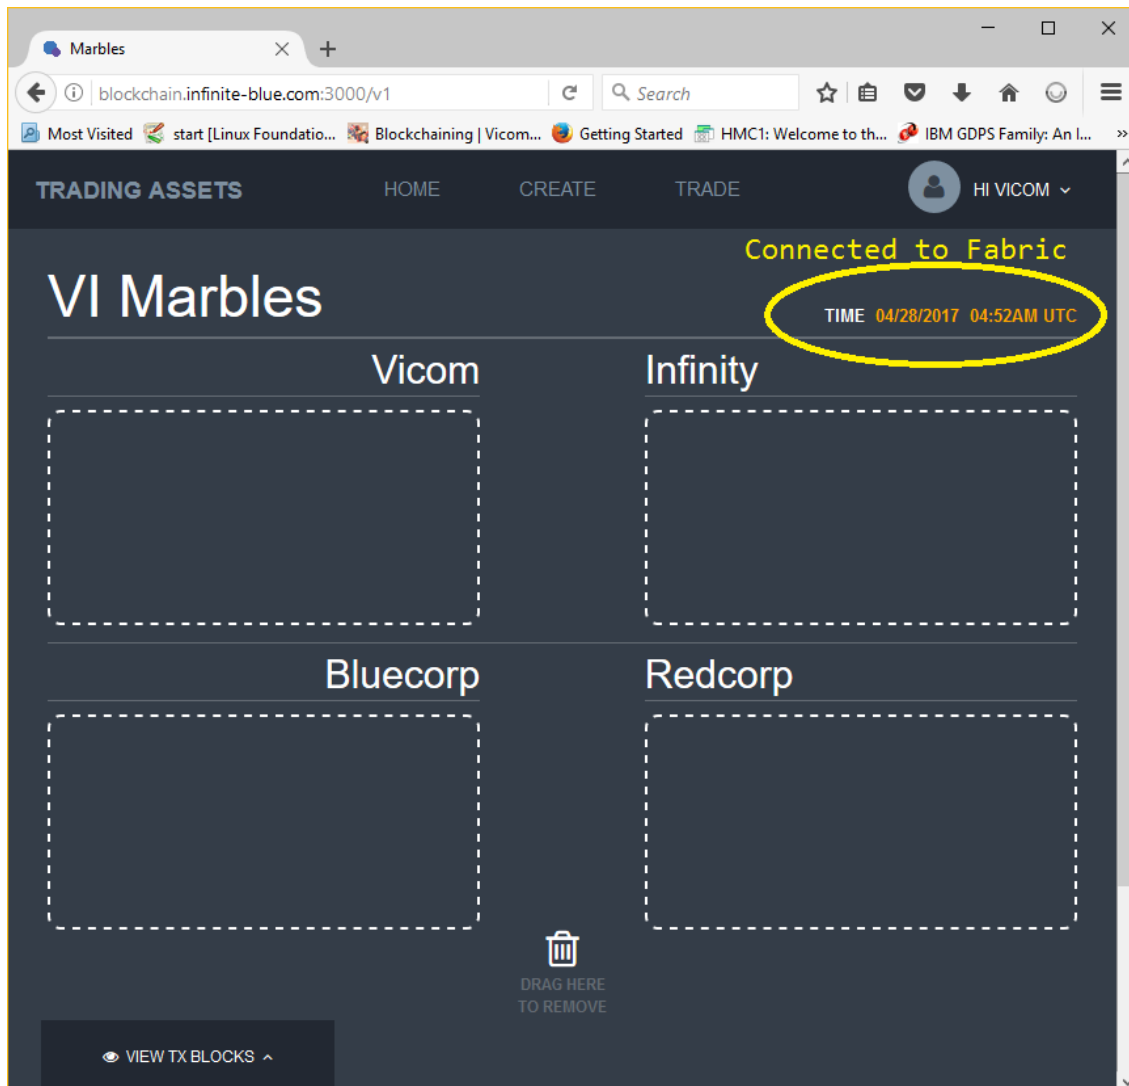 Marbles
blockchain.infinite-blue.com:3000/v1
Search
Most Visited start [Linux Foundatio... Blockchaining | Vicom... Getting Started HMC1: Welcome to th... IBM GDPS Family: An I... »
TRADING ASSETS HOME CREATE TRADE HI VICOM
Connected to Fabric
VI Marbles
TIME 04/28/2017 04:52AM UTC
Vicom Infinity
Bluecorp Redcorp
DRAG HERE
TO REMOVE
VIEW TX BLOCKS